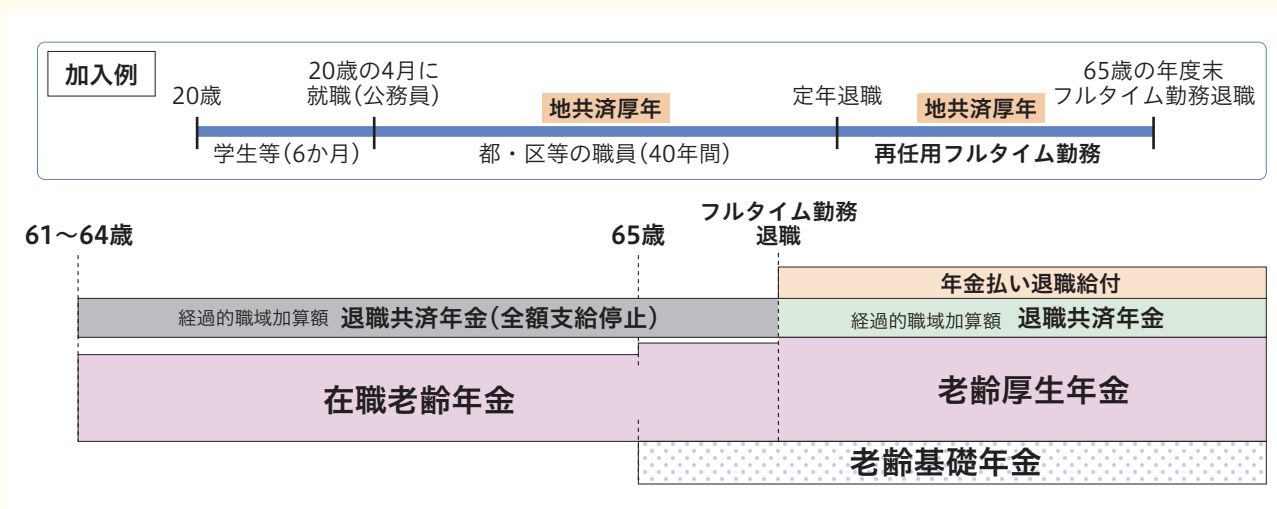 加入例
20歳
20歳の4月に
就職(公務員)
地共済厚年
定年退職
地共済厚年
65歳の年度末
フルタイム勤務退職
学生等(6か月)
都・区等の職員(40年間)
再任用フルタイム勤務
61～64歳
65歳
フルタイム勤務
退職
年金払い退職給付
経過的職域加算額 退職共済年金(全額支給停止)
経過的職域加算額 退職共済年金
在職老齢年金
老齢厚生年金
老齢基礎年金